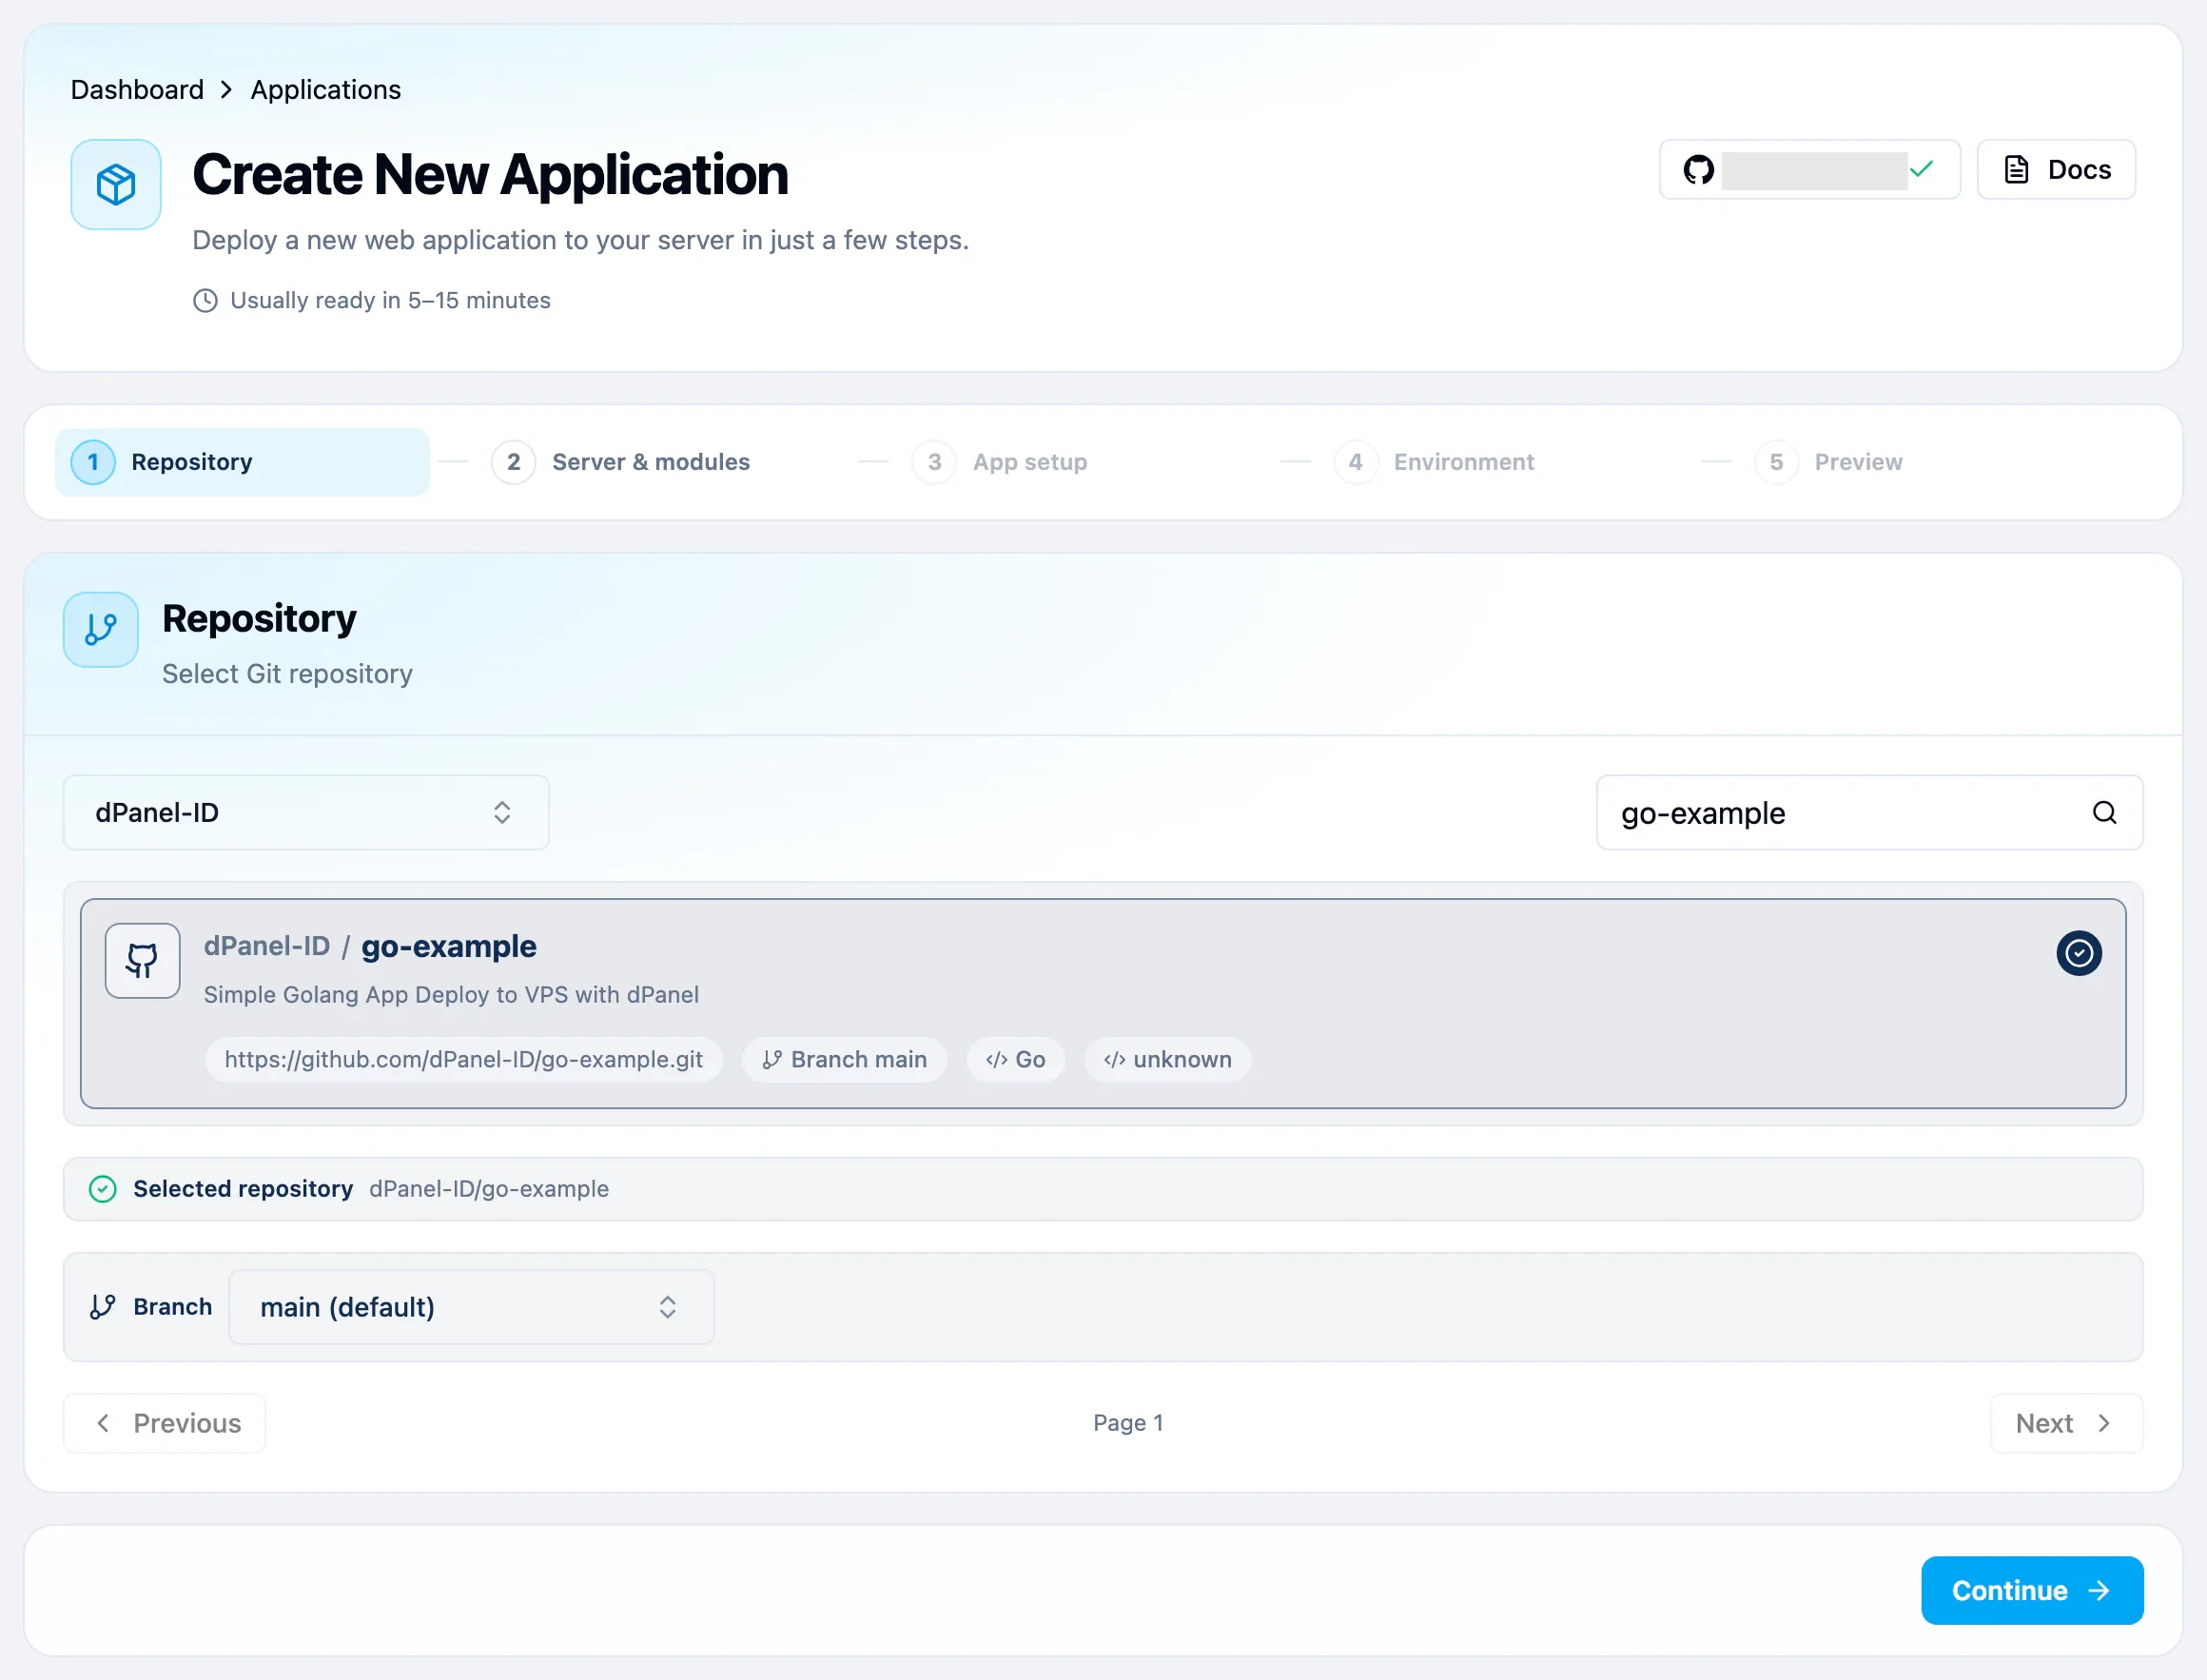 Dashboard > Applications
Create New Application
Docs
Deploy a new web application to your server in just a few steps.
Usually ready in 5–15 minutes
1 Repository
2 Server & modules
3 App setup
4 Environment
5 Preview
Repository
Select Git repository
dPanel-ID
go-example
dPanel-ID / go-example
Simple Golang App Deploy to VPS with dPanel
https://github.com/dPanel-ID/go-example.git
Branch main
</> Go
</> unknown
Selected repository dPanel-ID/go-example
Branch main (default)
Previous
Page 1
Next
Continue